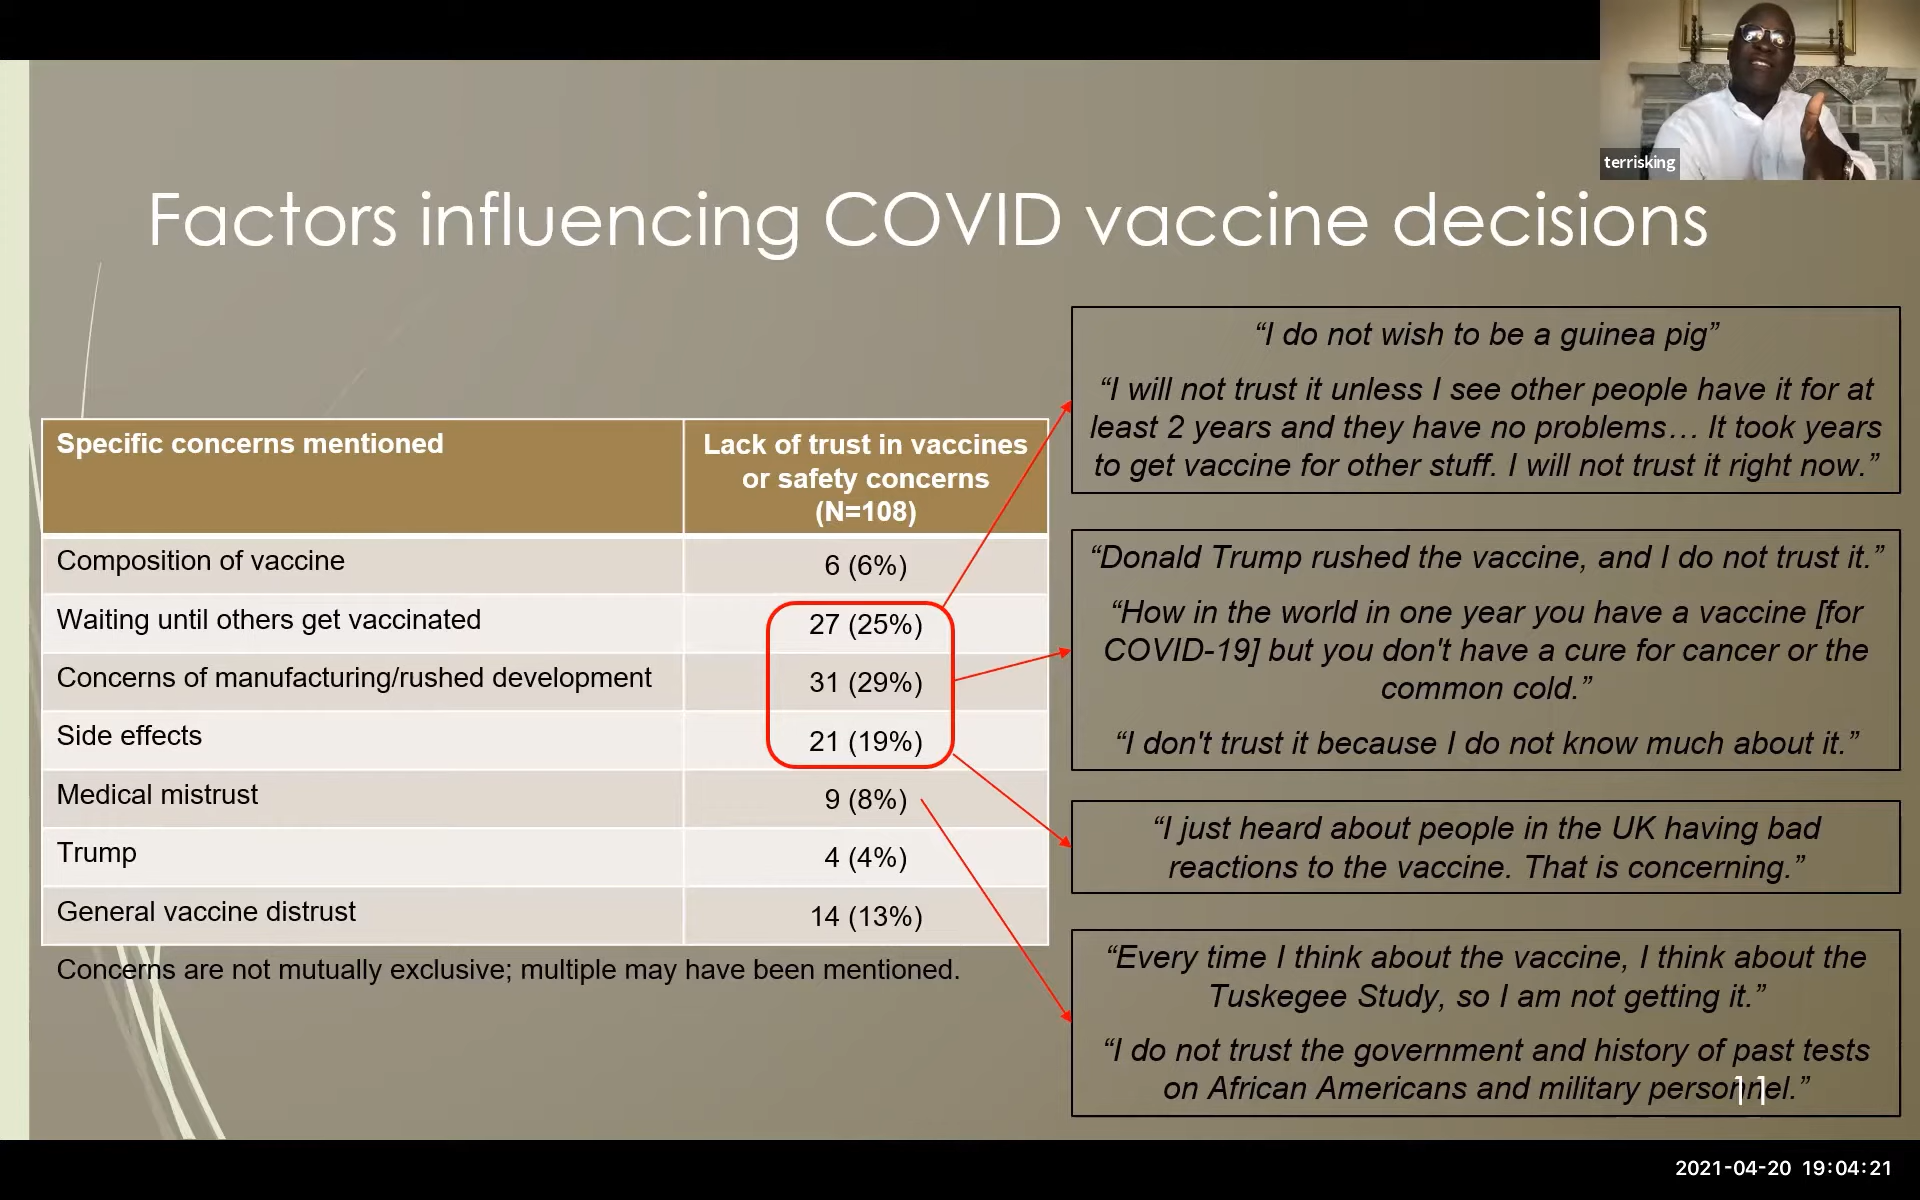 terrisking
Factors influencing COVID vaccine decisions
Specific concerns mentioned
Lack of trust in vaccines
or safety concerns
(N=108)
Composition of vaccine
6 (6%)
Waiting until others get vaccinated
27 (25%)
Concerns of manufacturing/rushed development
31 (29%)
Side effects
21 (19%)
Medical mistrust
9 (8%)
Trump
4 (4%)
General vaccine distrust
14 (13%)
Concerns are not mutually exclusive; multiple may have been mentioned.
“I do not wish to be a guinea pig”
“I will not trust it unless I see other people have it for at
least 2 years and they have no problems… It took years
to get vaccine for other stuff. I will not trust it right now.”
“Donald Trump rushed the vaccine, and I do not trust it.”
“How in the world in one year you have a vaccine [for
COVID-19] but you don't have a cure for cancer or the
common cold.”
“I don't trust it because I do not know much about it.”
“I just heard about people in the UK having bad
reactions to the vaccine. That is concerning.”
“Every time I think about the vaccine, I think about the
Tuskegee Study, so I am not getting it.”
“I do not trust the government and history of past tests
on African Americans and military personnel.”
11
2021-04-20 19:04:21